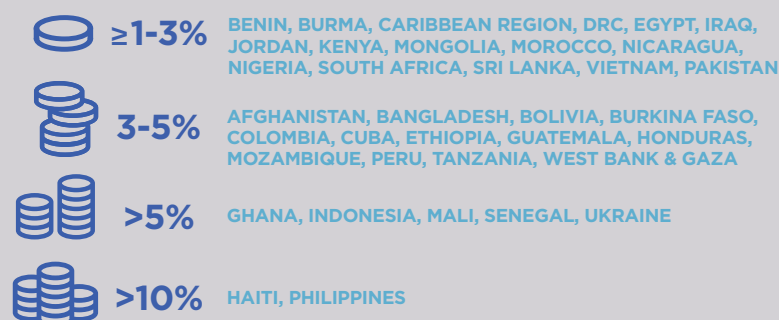 ≥1-3%
BENIN, BURMA, CARIBBEAN REGION, DRC, EGYPT, IRAQ,
JORDAN, KENYA, MONGOLIA, MOROCCO, NICARAGUA,
NIGERIA, SOUTH AFRICA, SRI LANKA, VIETNAM, PAKISTAN
3-5%
AFGHANISTAN, BANGLADESH, BOLIVIA, BURKINA FASO,
COLOMBIA, CUBA, ETHIOPIA, GUATEMALA, HONDURAS,
MOZAMBIQUE, PERU, TANZANIA, WEST BANK & GAZA
>5%
GHANA, INDONESIA, MALI, SENEGAL, UKRAINE
>10%
HAITI, PHILIPPINES